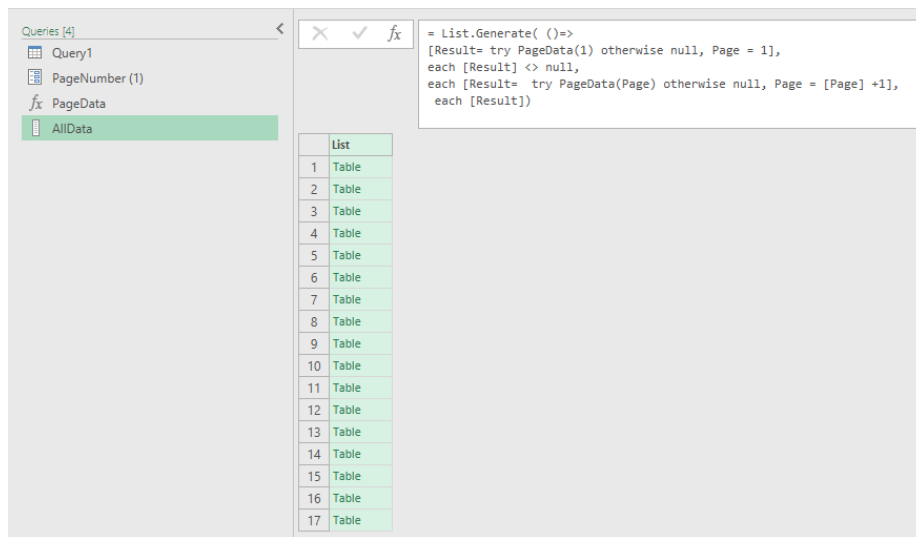 Queries [4]
Query1
PageNumber (1)
fx PageData
AllData
fx
= List.Generate( ()=>
[Result= try PageData(1) otherwise null, Page = 1],
each [Result] <> null,
each [Result=  try PageData(Page) otherwise null, Page = [Page] +1],
 each [Result])
List
1 Table
2 Table
3 Table
4 Table
5 Table
6 Table
7 Table
8 Table
9 Table
10 Table
11 Table
12 Table
13 Table
14 Table
15 Table
16 Table
17 Table